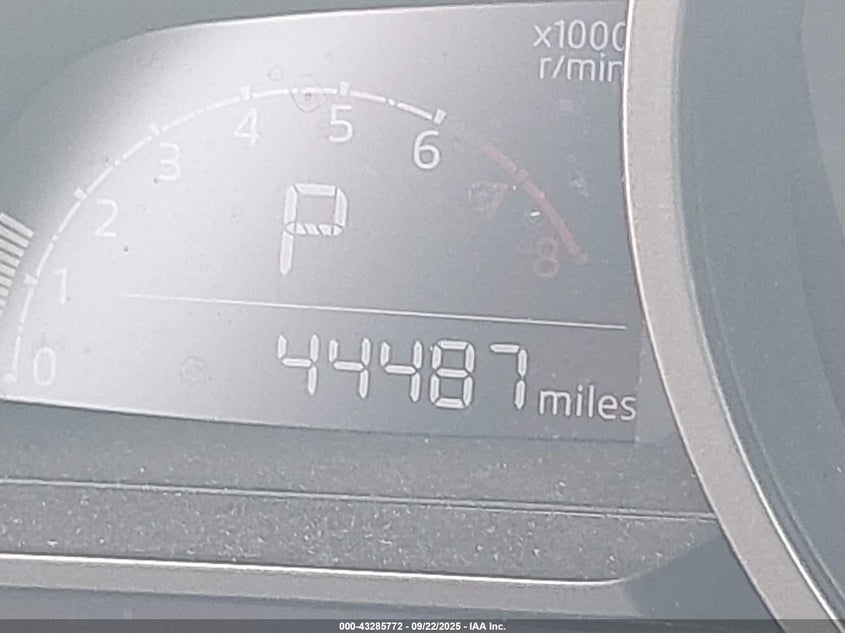 x1000
r/min
0 1 2 3 4 5 6 7 8
P
44487 miles
000-43285772 - 09/22/2025 - IAA Inc.